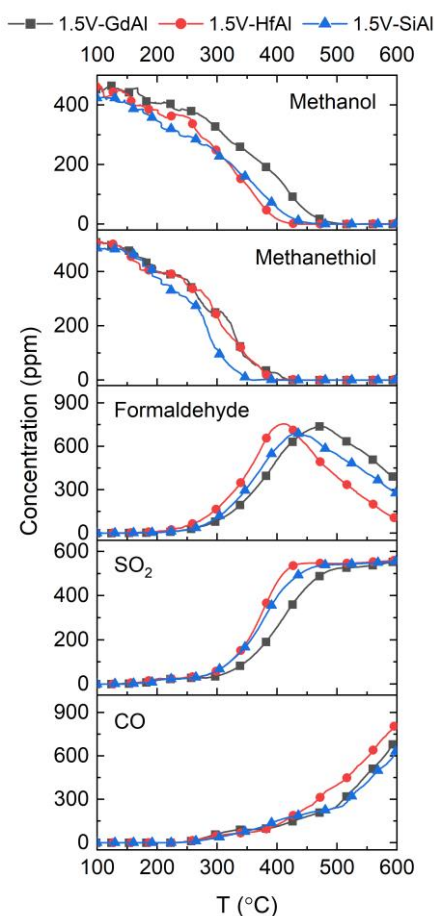 1.5V-GdAl 1.5V-HfAl 1.5V-SiAl
100 200 300 400 500 600
400
200
0
Methanol
400
200
0
Methanethiol
900
600
300
0
Formaldehyde
600
400
200
0
SO2
900
600
300
0
CO
100 200 300 400 500 600
Concentration (ppm)
T (°C)